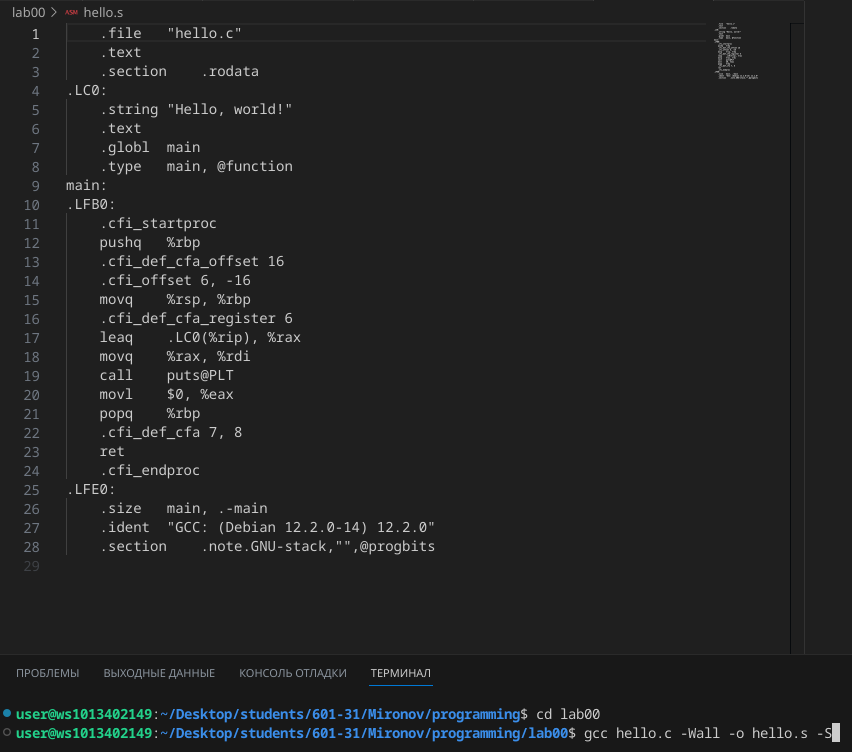 lab00 > ASM hello.s
1 .file "hello.c"
2 .text
3 .section .rodata
4 .LC0:
5 .string "Hello, world!"
6 .text
7 .globl main
8 .type main, @function
9 main:
10 .LFB0:
11 .cfi_startproc
12 pushq %rbp
13 .cfi_def_cfa_offset 16
14 .cfi_offset 6, -16
15 movq %rsp, %rbp
16 .cfi_def_cfa_register 6
17 leaq .LC0(%rip), %rax
18 movq %rax, %rdi
19 call puts@PLT
20 movl $0, %eax
21 popq %rbp
22 .cfi_def_cfa 7, 8
23 ret
24 .cfi_endproc
25 .LFE0:
26 .size main, .-main
27 .ident "GCC: (Debian 12.2.0-14) 12.2.0"
28 .section .note.GNU-stack,"",@progbits
29
ПРОБЛЕМЫ ВЫХОДНЫЕ ДАННЫЕ КОНСОЛЬ ОТЛАДКИ ТЕРМИНАЛ
user@ws1013402149:~/Desktop/students/601-31/Mironov/programming$ cd lab00
user@ws1013402149:~/Desktop/students/601-31/Mironov/programming/lab00$ gcc hello.c -Wall -o hello.s -S